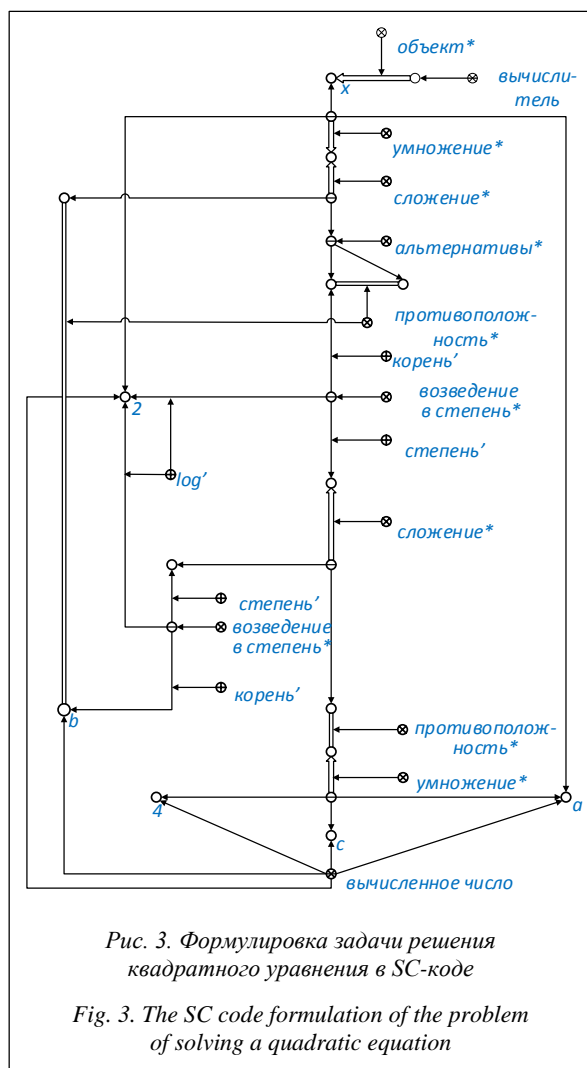 объект*
x
вычисли-
тель
умножение*
сложение*
альтернативы*
противополож-
ность*
корень’
возведение
в степень*
2
степень’
log’
сложение*
степень’
возведение
в степень*
корень’
b
противополож-
ность*
умножение*
4
a
c
вычисленное число
Рис. 3. Формулировка задачи решения
квадратного уравнения в SC-коде
Fig. 3. The SC code formulation of the problem
of solving a quadratic equation